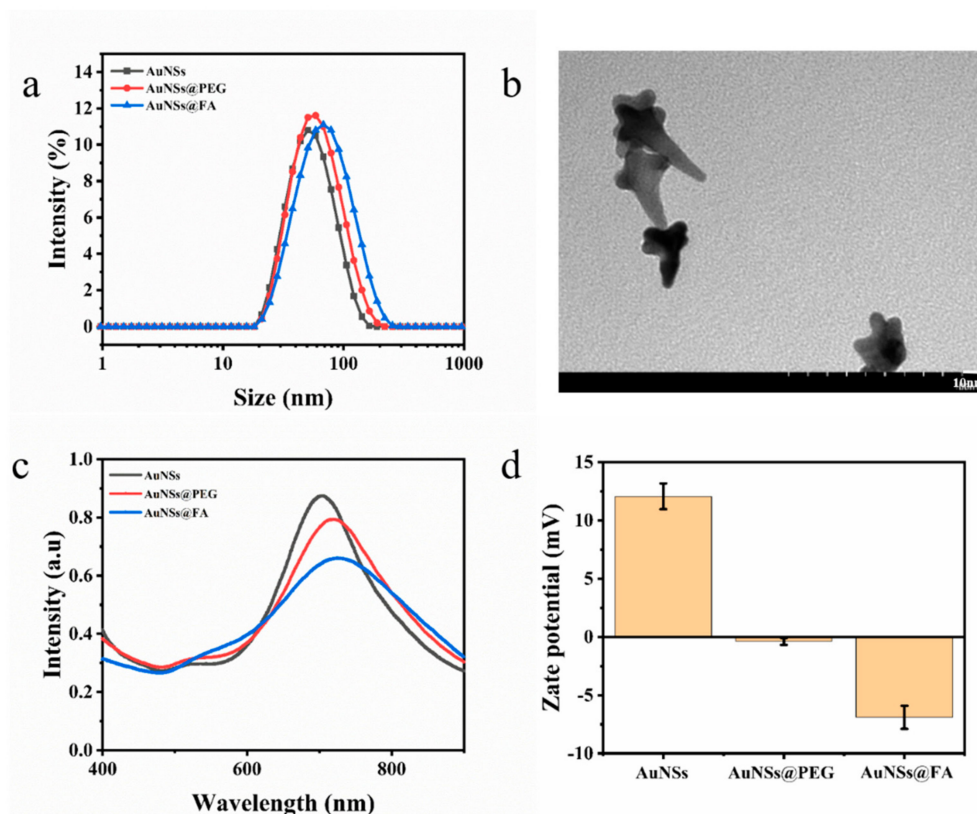 a
AuNSs
AuNSs@PEG
AuNSs@FA
Intensity (%)
14
12
10
8
6
4
2
0
1
10
100
1000
Size (nm)
b
10nm
c
AuNSs
AuNSs@PEG
AuNSs@FA
Intensity (a.u)
1.0
0.8
0.6
0.4
0.2
0.0
400
600
800
Wavelength (nm)
d
Zate potential (mV)
15
10
5
0
-5
-10
AuNSs
AuNSs@PEG
AuNSs@FA